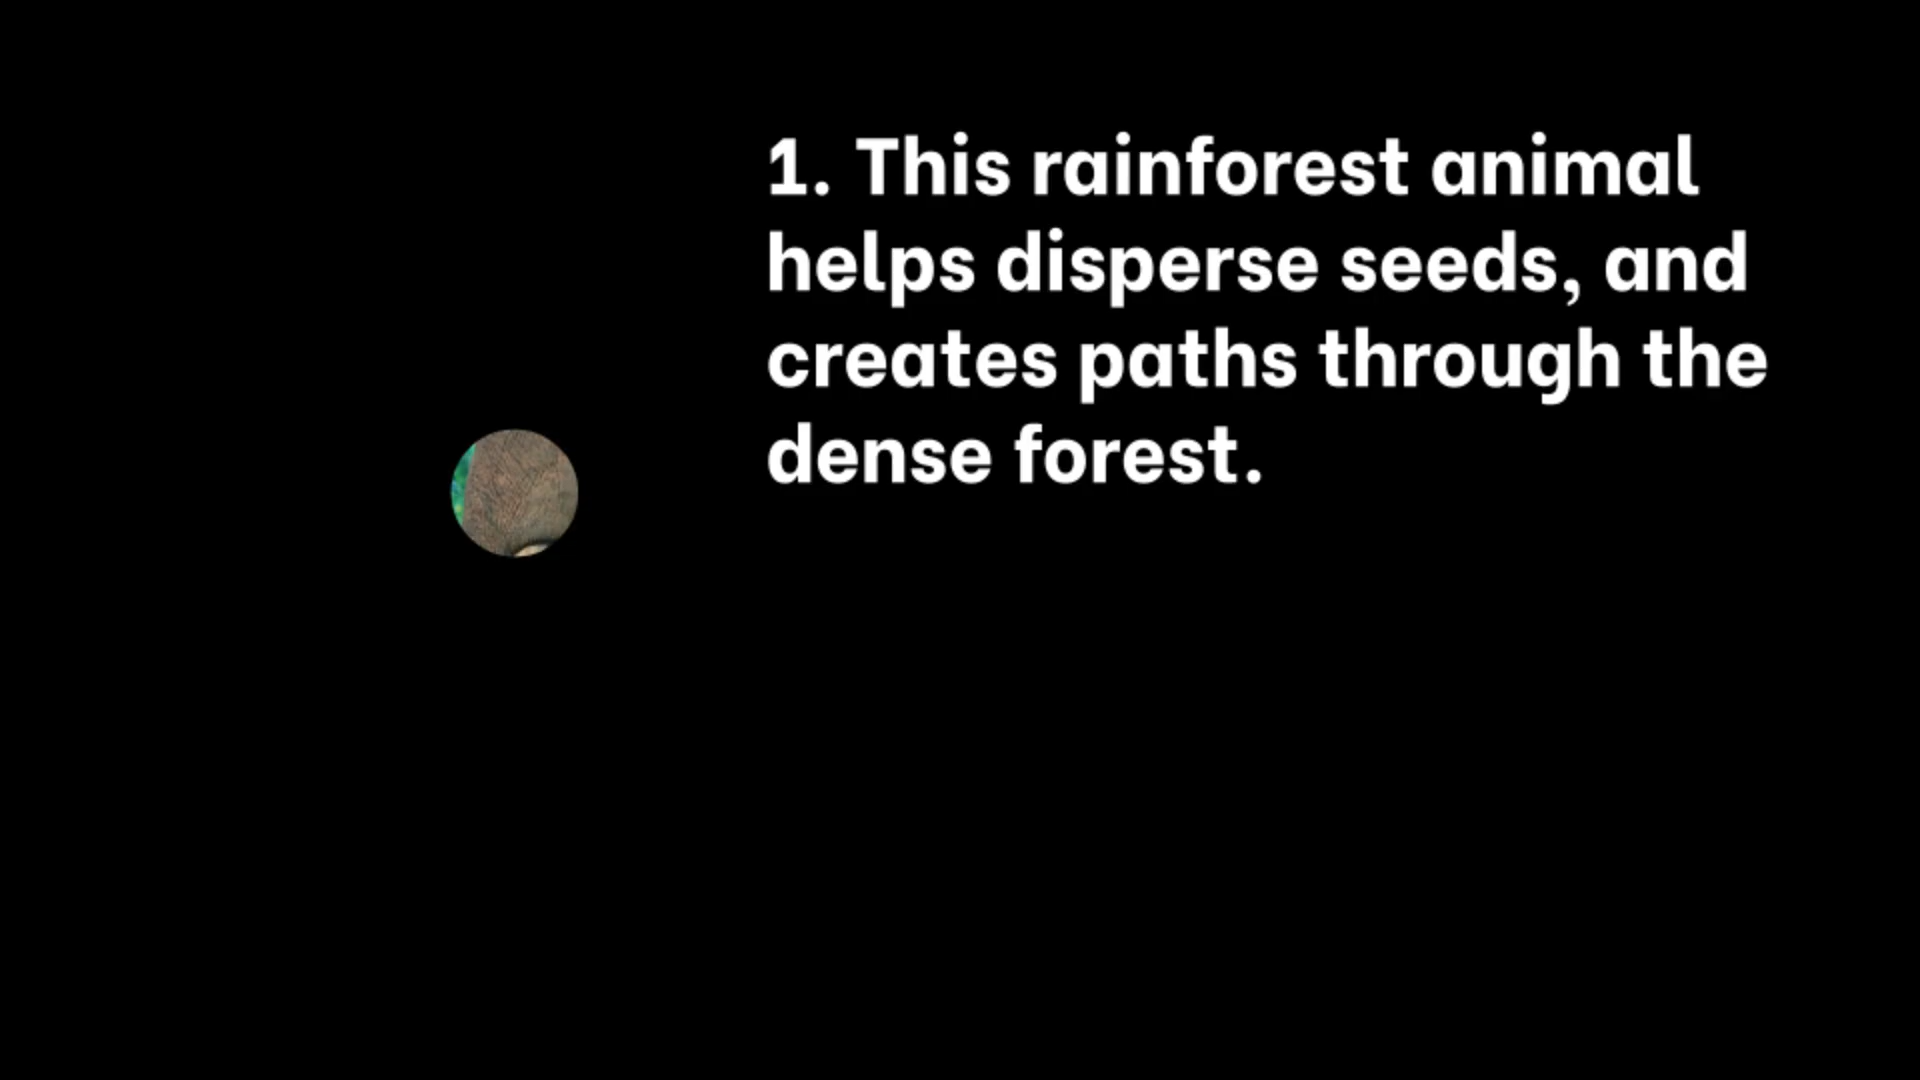 1. This rainforest animal
helps disperse seeds, and
creates paths through the
dense forest.